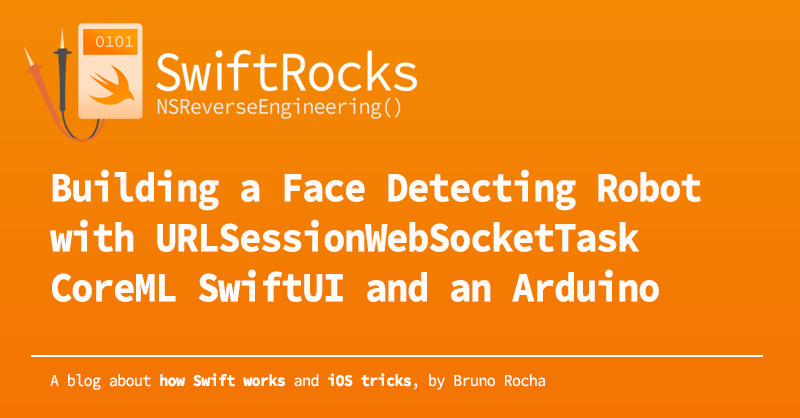 0101
SwiftRocks
NSReverseEngineering()
Building a Face Detecting Robot
with URLSessionWebSocketTask
CoreML SwiftUI and an Arduino
A blog about how Swift works and iOS tricks, by Bruno Rocha